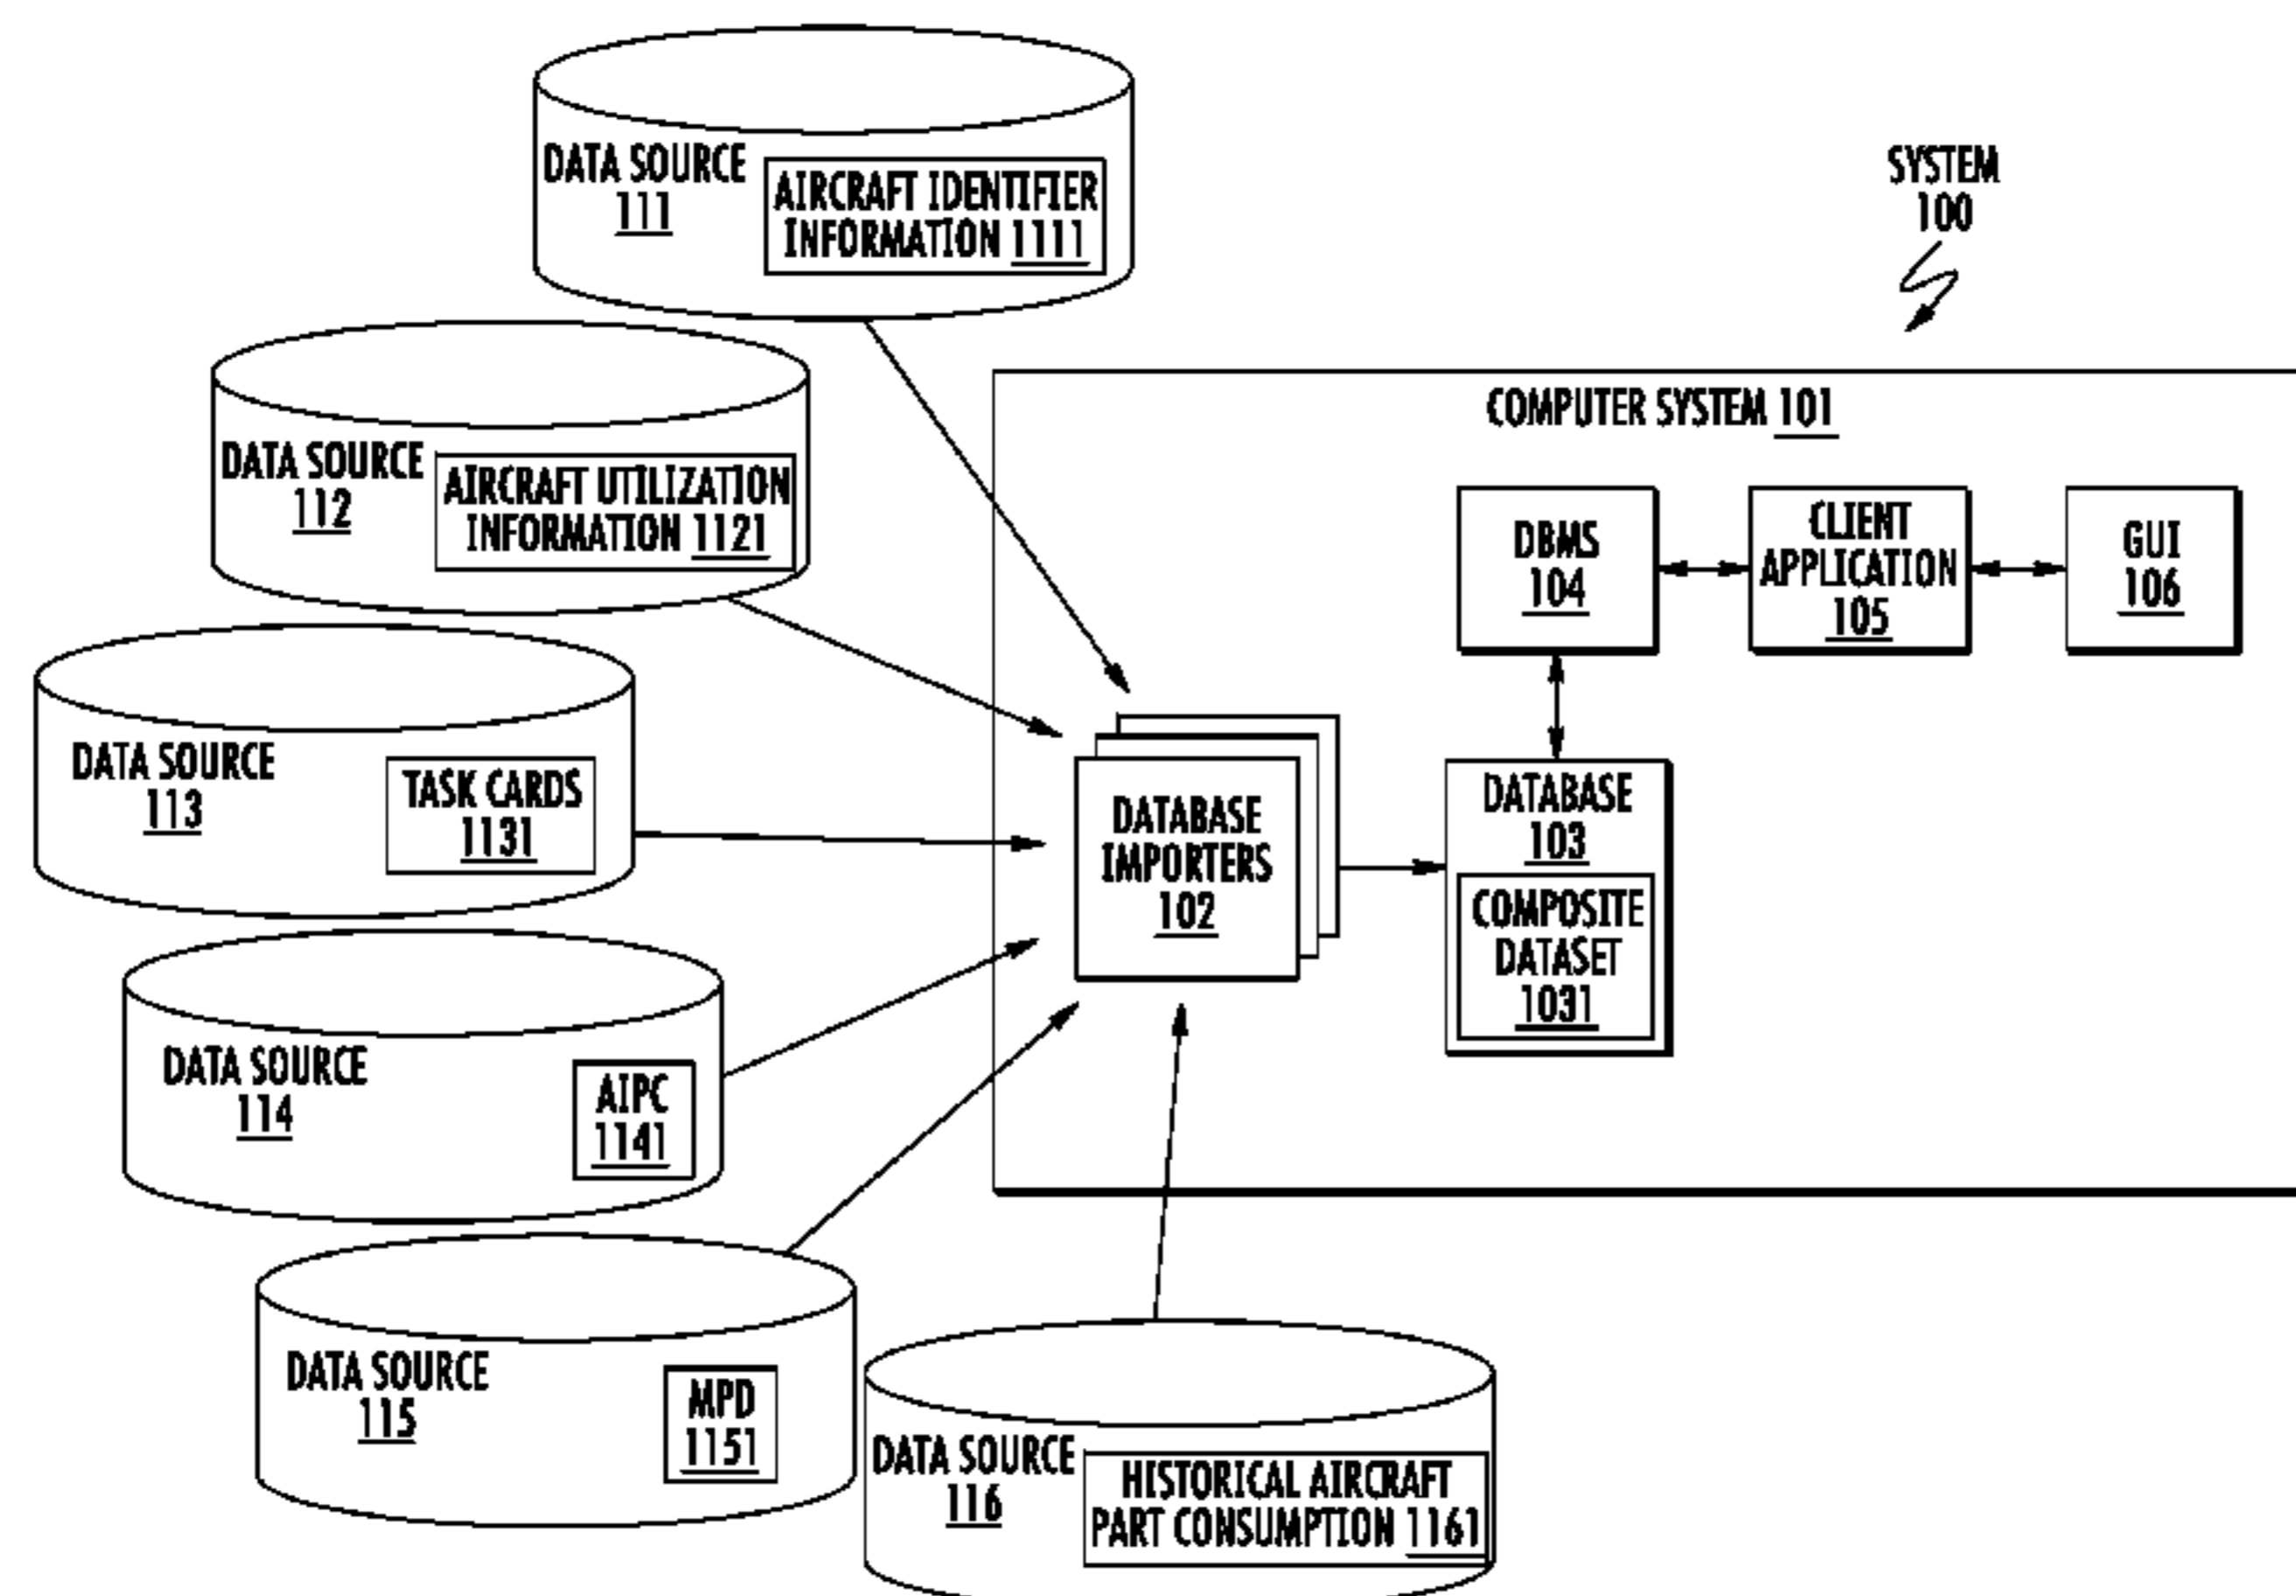 DATA SOURCE
111
AIRCRAFT IDENTIFIER
INFORMATION 1111
SYSTEM
100
DATA SOURCE
112
AIRCRAFT UTILIZATION
INFORMATION 1121
COMPUTER SYSTEM 101
DBMS
104
CLIENT
APPLICATION
105
GUI
106
DATA SOURCE
113
TASK CARDS
1131
DATABASE
IMPORTERS
102
DATABASE
103
COMPOSITE
DATASET
1031
DATA SOURCE
114
AIPC
1141
DATA SOURCE
115
MPD
1151
DATA SOURCE
116
HISTORICAL AIRCRAFT
PART CONSUMPTION 1161